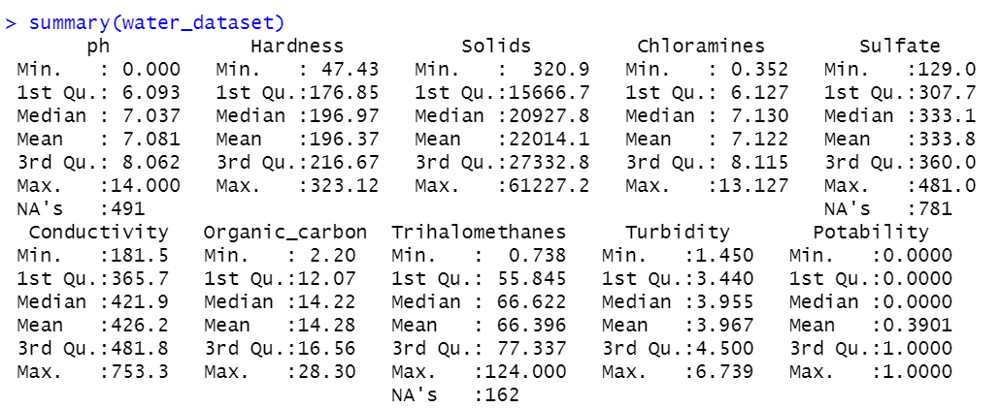 > summary(water_dataset)
ph Hardness Solids Chloramines Sulfate
Min. : 0.000 Min. : 47.43 Min. : 320.9 Min. : 0.352 Min. :129.0
1st Qu.: 6.093 1st Qu.:176.85 1st Qu.:15666.7 1st Qu.: 6.127 1st Qu.:307.7
Median : 7.037 Median :196.97 Median :20927.8 Median : 7.130 Median :333.1
Mean : 7.081 Mean :196.37 Mean :22014.1 Mean : 7.122 Mean :333.8
3rd Qu.: 8.062 3rd Qu.:216.67 3rd Qu.:27332.8 3rd Qu.: 8.115 3rd Qu.:360.0
Max. :14.000 Max. :323.12 Max. :61227.2 Max. :13.127 Max. :481.0
NA's :491 NA's :781
Conductivity Organic_carbon Trihalomethanes Turbidity Potability
Min. :181.5 Min. : 2.20 Min. : 0.738 Min. :1.450 Min. :0.0000
1st Qu.:365.7 1st Qu.:12.07 1st Qu.: 55.845 1st Qu.:3.440 1st Qu.:0.0000
Median :421.9 Median :14.22 Median : 66.622 Median :3.955 Median :0.0000
Mean :426.2 Mean :14.28 Mean : 66.396 Mean :3.967 Mean :0.3901
3rd Qu.:481.8 3rd Qu.:16.56 3rd Qu.: 77.337 3rd Qu.:4.500 3rd Qu.:1.0000
Max. :753.3 Max. :28.30 Max. :124.000 Max. :6.739 Max. :1.0000
NA's :162